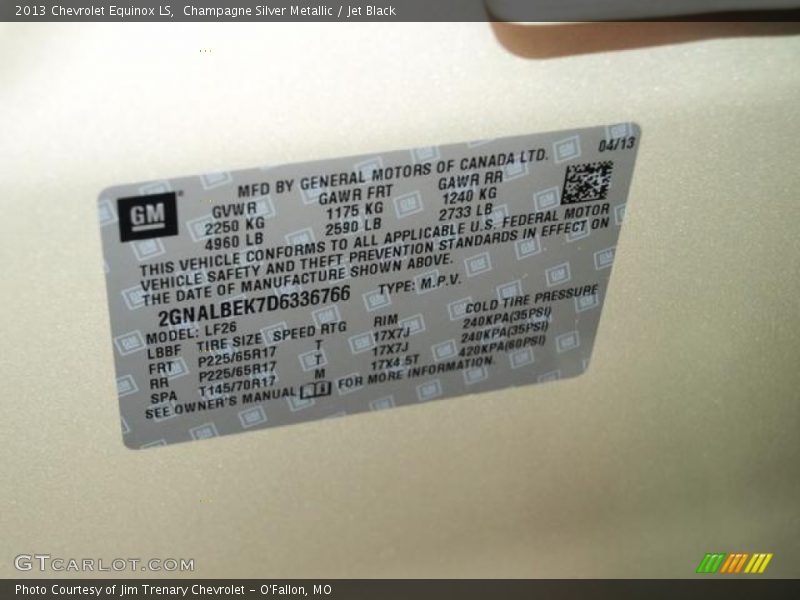 2013 Chevrolet Equinox LS, Champagne Silver Metallic / Jet Black
04/13
GM
MFD BY GENERAL MOTORS OF CANADA LTD.
GVWR GAWR FRT GAWR RR
2250 KG 1175 KG 1240 KG
4960 LB 2590 LB 2733 LB
THIS VEHICLE CONFORMS TO ALL APPLICABLE U.S. FEDERAL MOTOR
VEHICLE SAFETY AND THEFT PREVENTION STANDARDS IN EFFECT ON
THE DATE OF MANUFACTURE SHOWN ABOVE.
2GNALBEK7D6336766 TYPE: M.P.V.
MODEL: LF26
LBBF TIRE SIZE SPEED RTG RIM COLD TIRE PRESSURE
FRT P225/65R17 T 17X7J 240KPA(35PSI)
RR P225/65R17 T 17X7J 240KPA(35PSI)
SPA T145/70R17 M 17X4.5T 420KPA(60PSI)
SEE OWNER'S MANUAL FOR MORE INFORMATION.
GTCARLOT.COM
Photo Courtesy of Jim Trenary Chevrolet - O'Fallon, MO